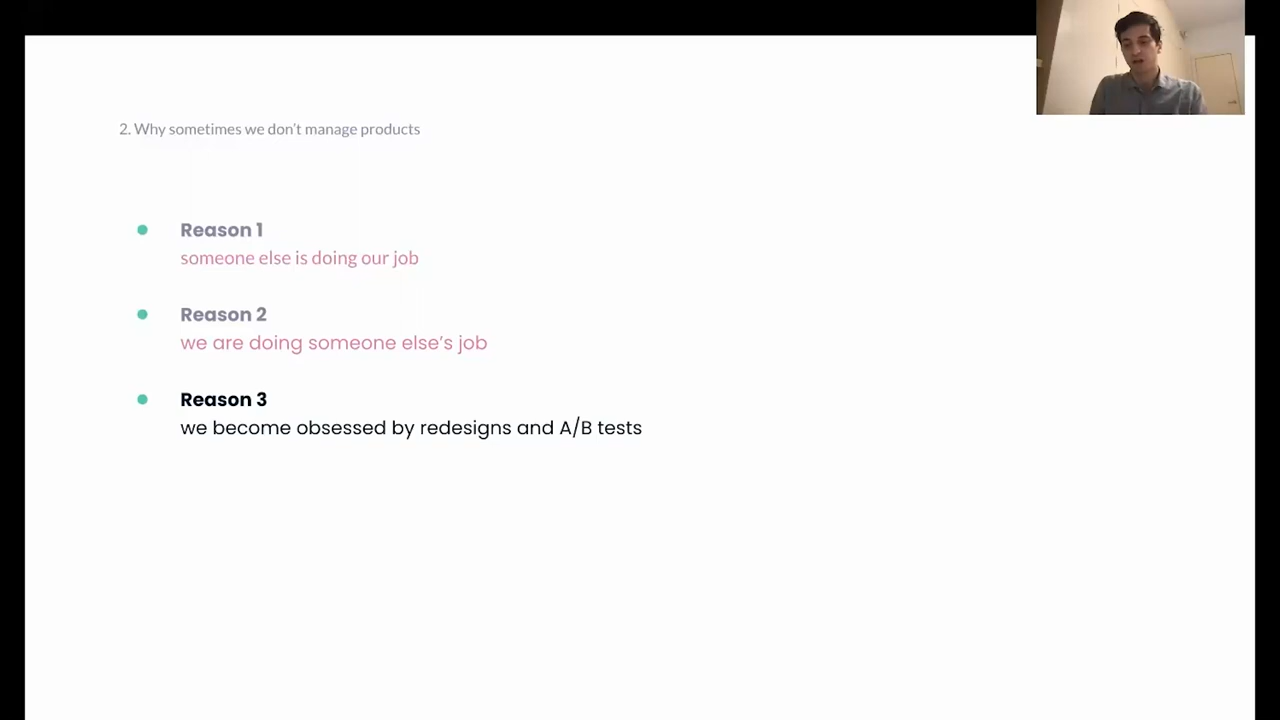 2. Why sometimes we don't manage products
Reason 1
someone else is doing our job
Reason 2
we are doing someone else's job
Reason 3
we become obsessed by redesigns and A/B tests